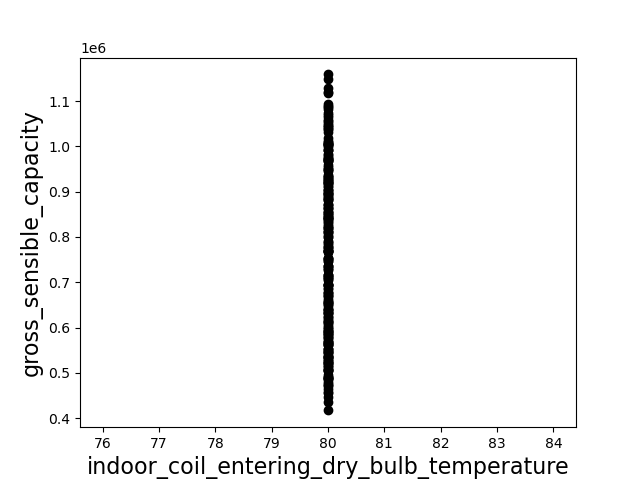 1e6
1.1
1.0
0.9
0.8
0.7
0.6
0.5
0.4
gross_sensible_capacity
76 77 78 79 80 81 82 83 84
indoor_coil_entering_dry_bulb_temperature